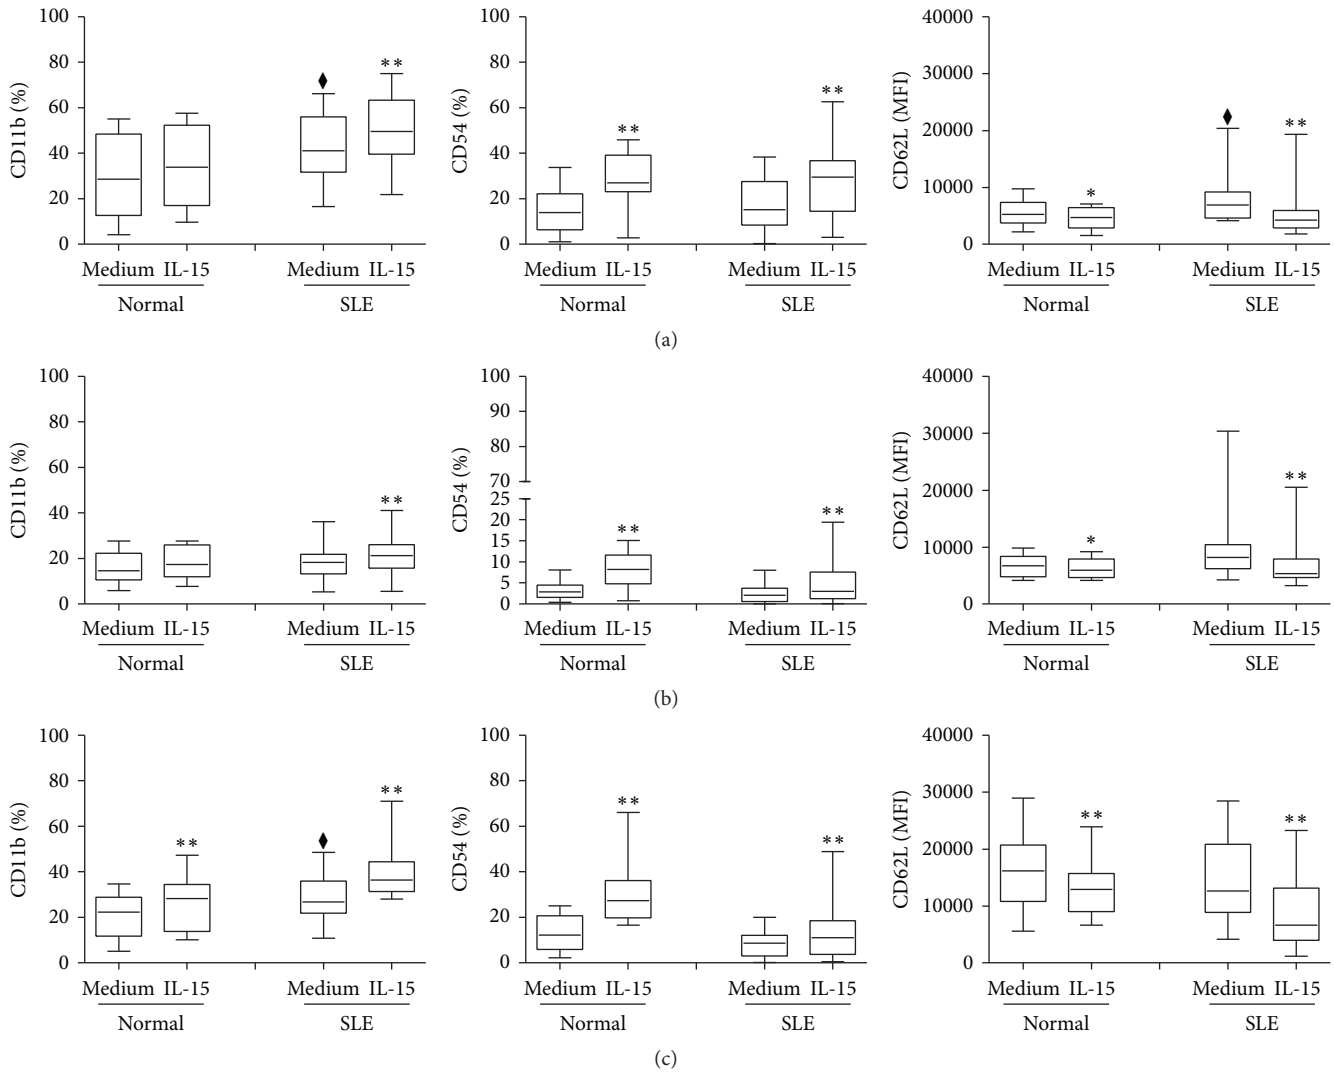 100
80
60
40
20
0
CD11b (%)
**
Medium IL-15 Medium IL-15
Normal SLE
100
80
60
40
20
0
CD54 (%)
**
**
Medium IL-15 Medium IL-15
Normal SLE
40000
30000
20000
10000
0
CD62L (MFI)
*
**
Medium IL-15 Medium IL-15
Normal SLE
(a)
100
80
60
40
20
0
CD11b (%)
**
Medium IL-15 Medium IL-15
Normal SLE
100
90
80
70
25
20
15
10
5
0
CD54 (%)
**
**
Medium IL-15 Medium IL-15
Normal SLE
40000
30000
20000
10000
0
CD62L (MFI)
*
**
Medium IL-15 Medium IL-15
Normal SLE
(b)
100
80
60
40
20
0
CD11b (%)
**
**
Medium IL-15 Medium IL-15
Normal SLE
100
80
60
40
20
0
CD54 (%)
**
**
Medium IL-15 Medium IL-15
Normal SLE
40000
30000
20000
10000
0
CD62L (MFI)
**
**
Medium IL-15 Medium IL-15
Normal SLE
(c)